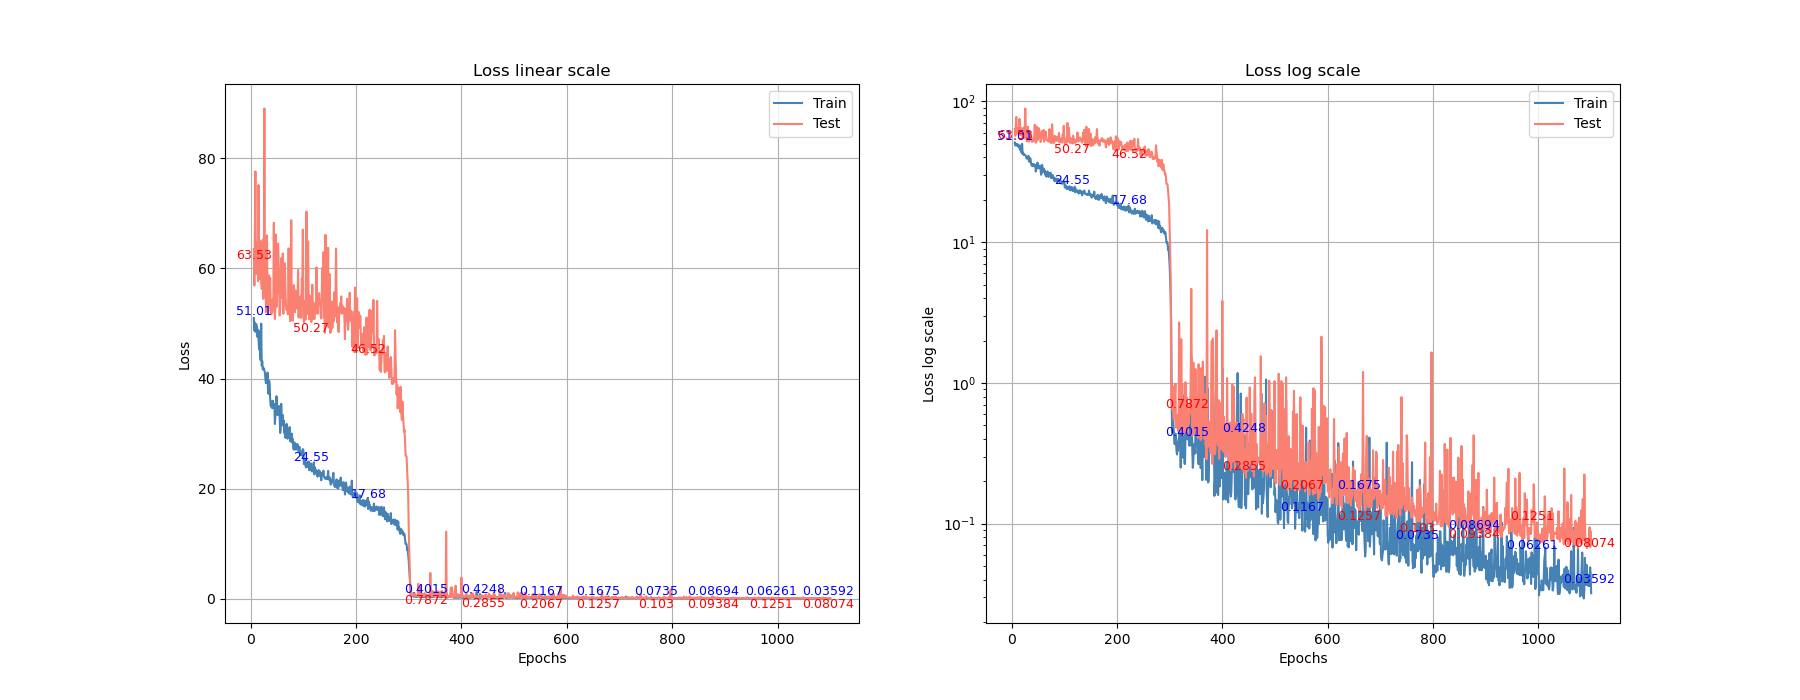 Loss linear scale
Train
Test
80
60
40
20
0
Loss
63.53
51.01
50.27
46.52
24.55
17.68
0.4015 0.4248 0.1167 0.1675 0.0735 0.08694 0.06261 0.03592
0.7872 0.2855 0.2067 0.1257 0.103 0.09384 0.1251 0.08074
0 200 400 600 800 1000
Epochs
Loss log scale
Train
Test
10²
10¹
10⁰
10⁻¹
Loss log scale
51.01
50.27
46.52
24.55
17.68
0.7872
0.4015
0.4248
0.2855
0.2067
0.1675
0.1167
0.1257
0.0735
0.08694
0.09384
0.1251
0.06261
0.08074
0.03592
0 200 400 600 800 1000
Epochs